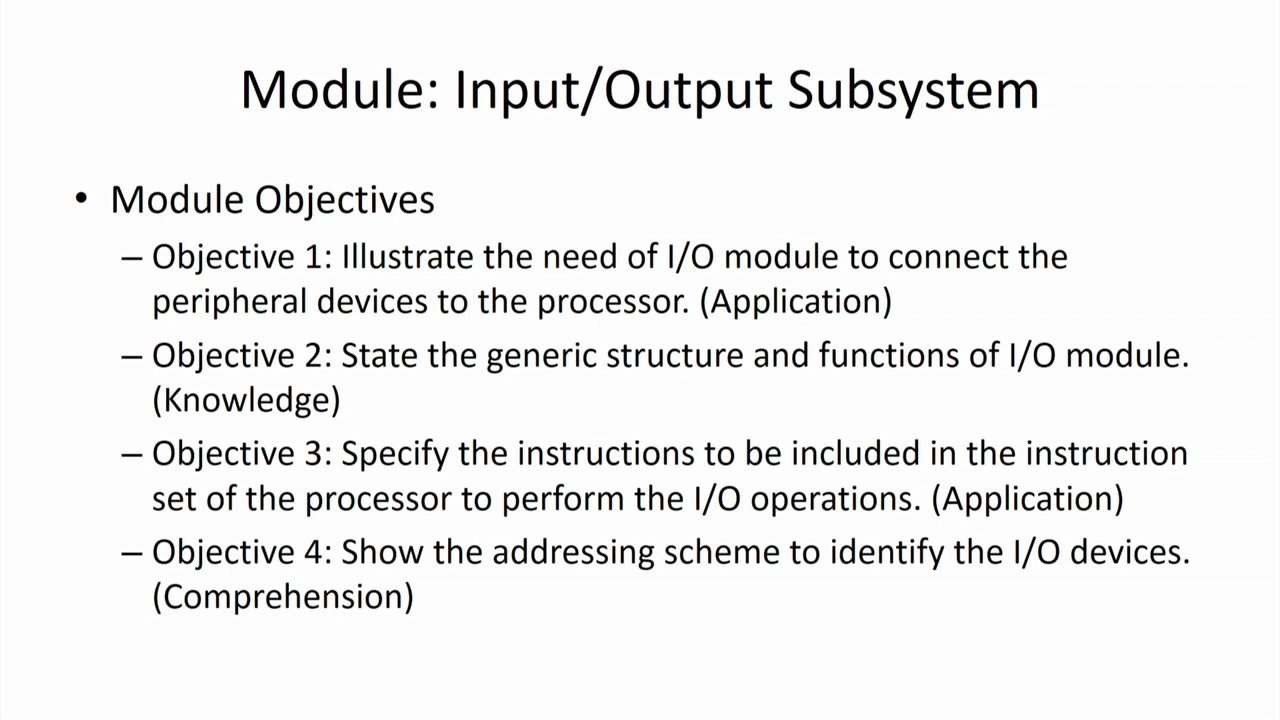 Module: Input/Output Subsystem
• Module Objectives
– Objective 1: Illustrate the need of I/O module to connect the
peripheral devices to the processor. (Application)
– Objective 2: State the generic structure and functions of I/O module.
(Knowledge)
– Objective 3: Specify the instructions to be included in the instruction
set of the processor to perform the I/O operations. (Application)
– Objective 4: Show the addressing scheme to identify the I/O devices.
(Comprehension)